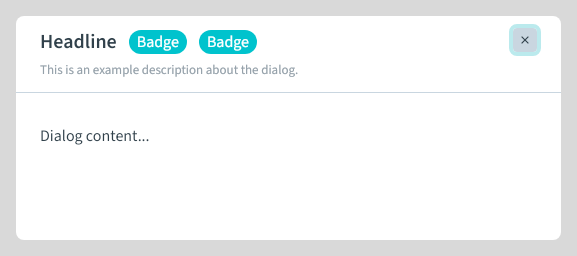 Headline Badge Badge ×
This is an example description about the dialog.
Dialog content...